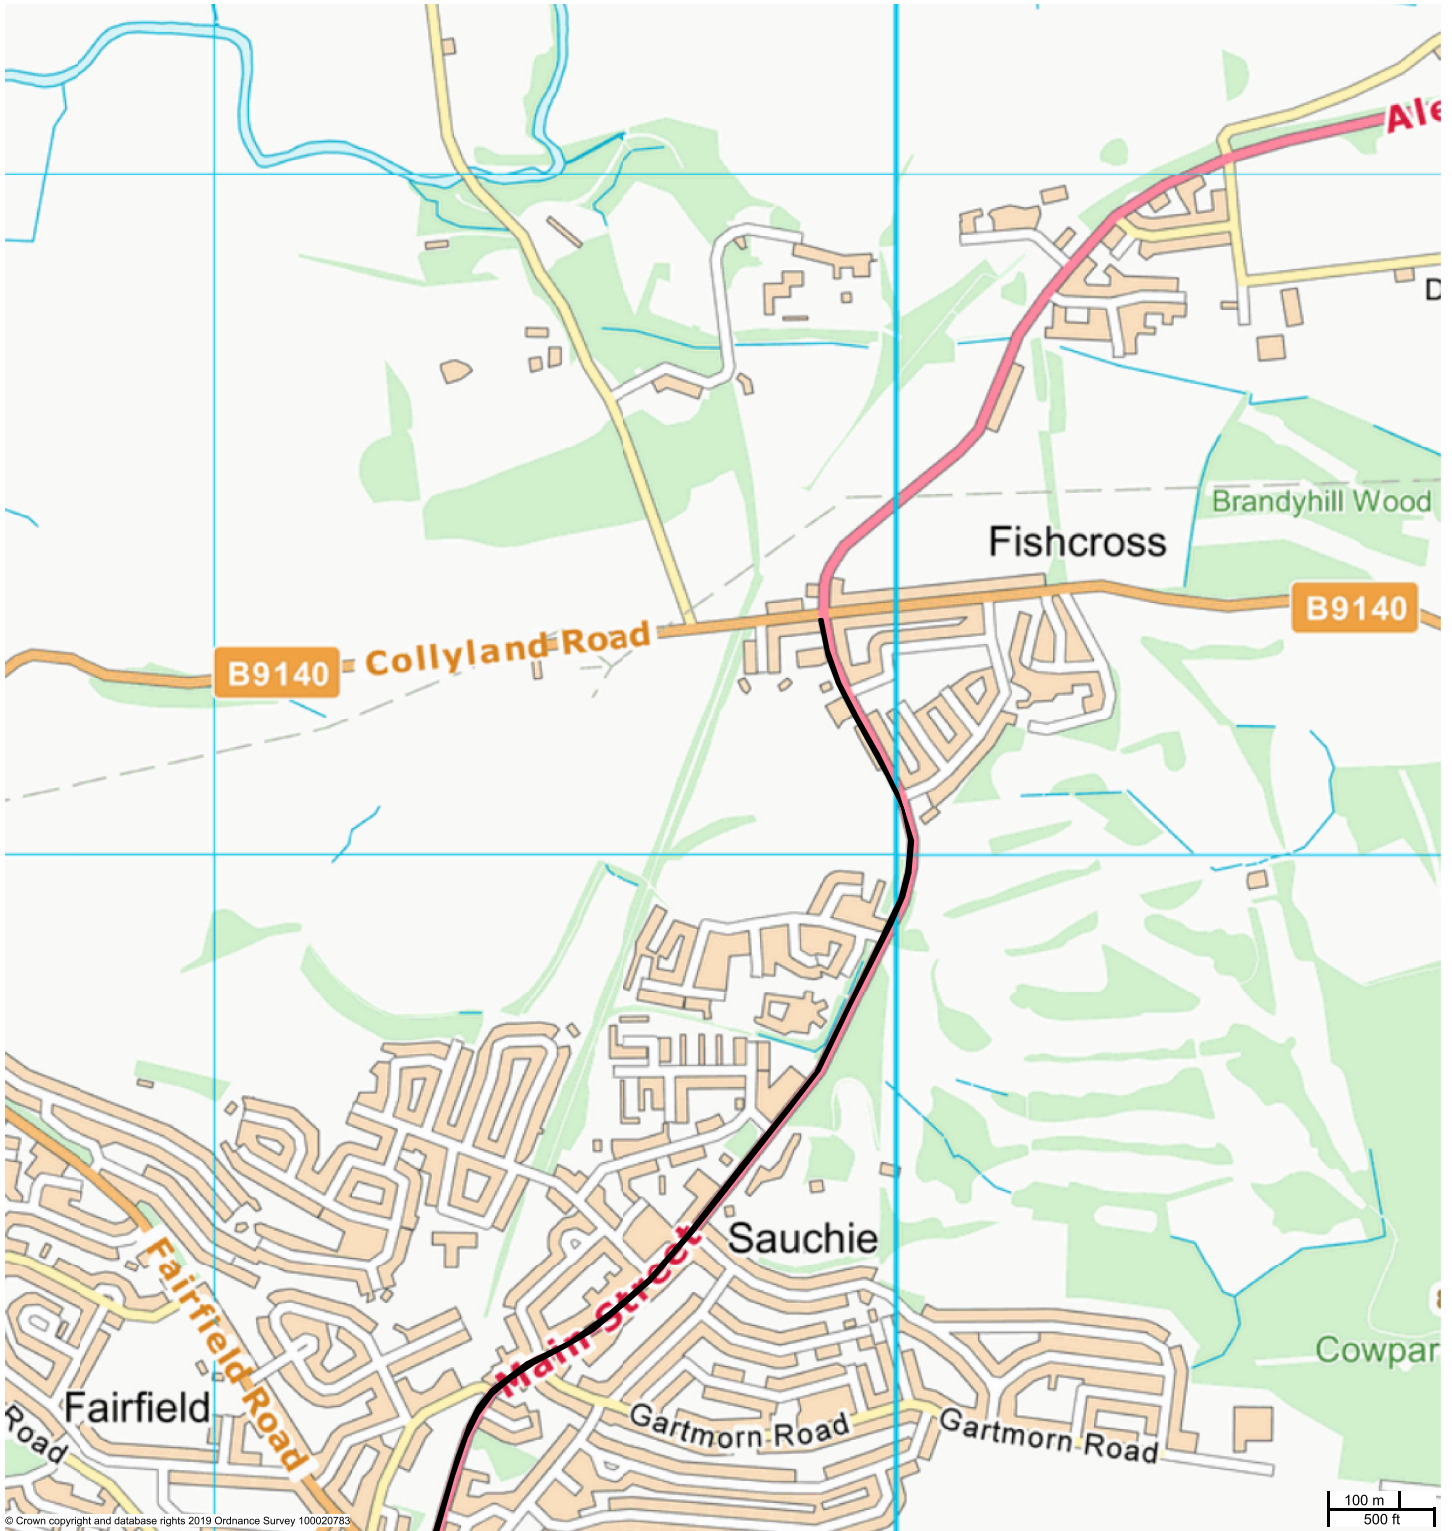 Ale
D
Brandyhill Wood
Fishcross
B9140
Collyland Road
B9140
Sauchie
Main Street
Fairfield Road
Cowpar
Fairfield
Road
Gartmorn Road
Gartmorn Road
100 m
500 ft
© Crown copyright and database rights 2019 Ordnance Survey 100020783